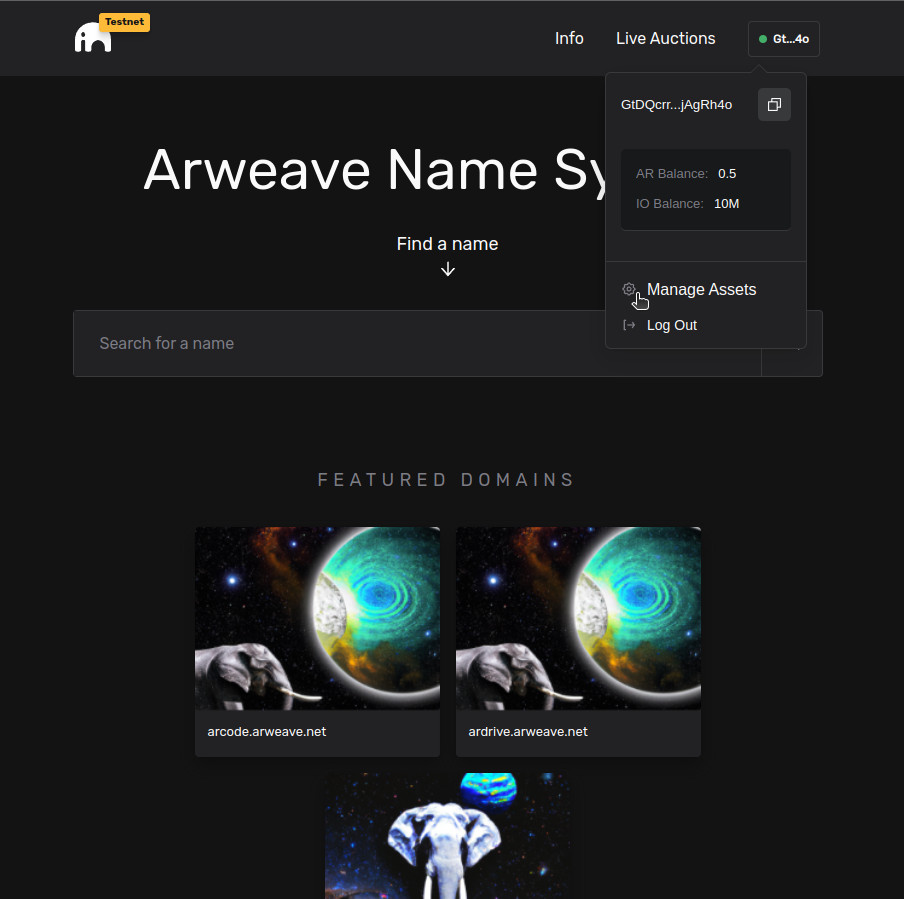 Testnet
Info
Live Auctions
Gt...4o
GtDQcrr...jAgRh4o
AR Balance: 0.5
IO Balance: 10M
Manage Assets
Log Out
Arweave Name Sy
Find a name
Search for a name
FEATURED DOMAINS
arcode.arweave.net
ardrive.arweave.net